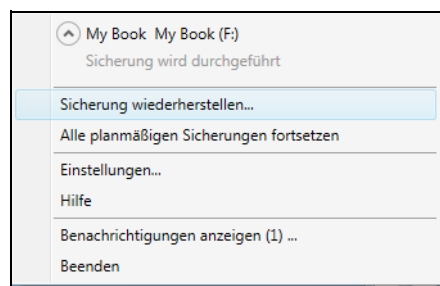 My Book My Book (F:)
Sicherung wird durchgeführt
Sicherung wiederherstellen...
Alle planmäßigen Sicherungen fortsetzen
Einstellungen...
Hilfe
Benachrichtigungen anzeigen (1) ...
Beenden